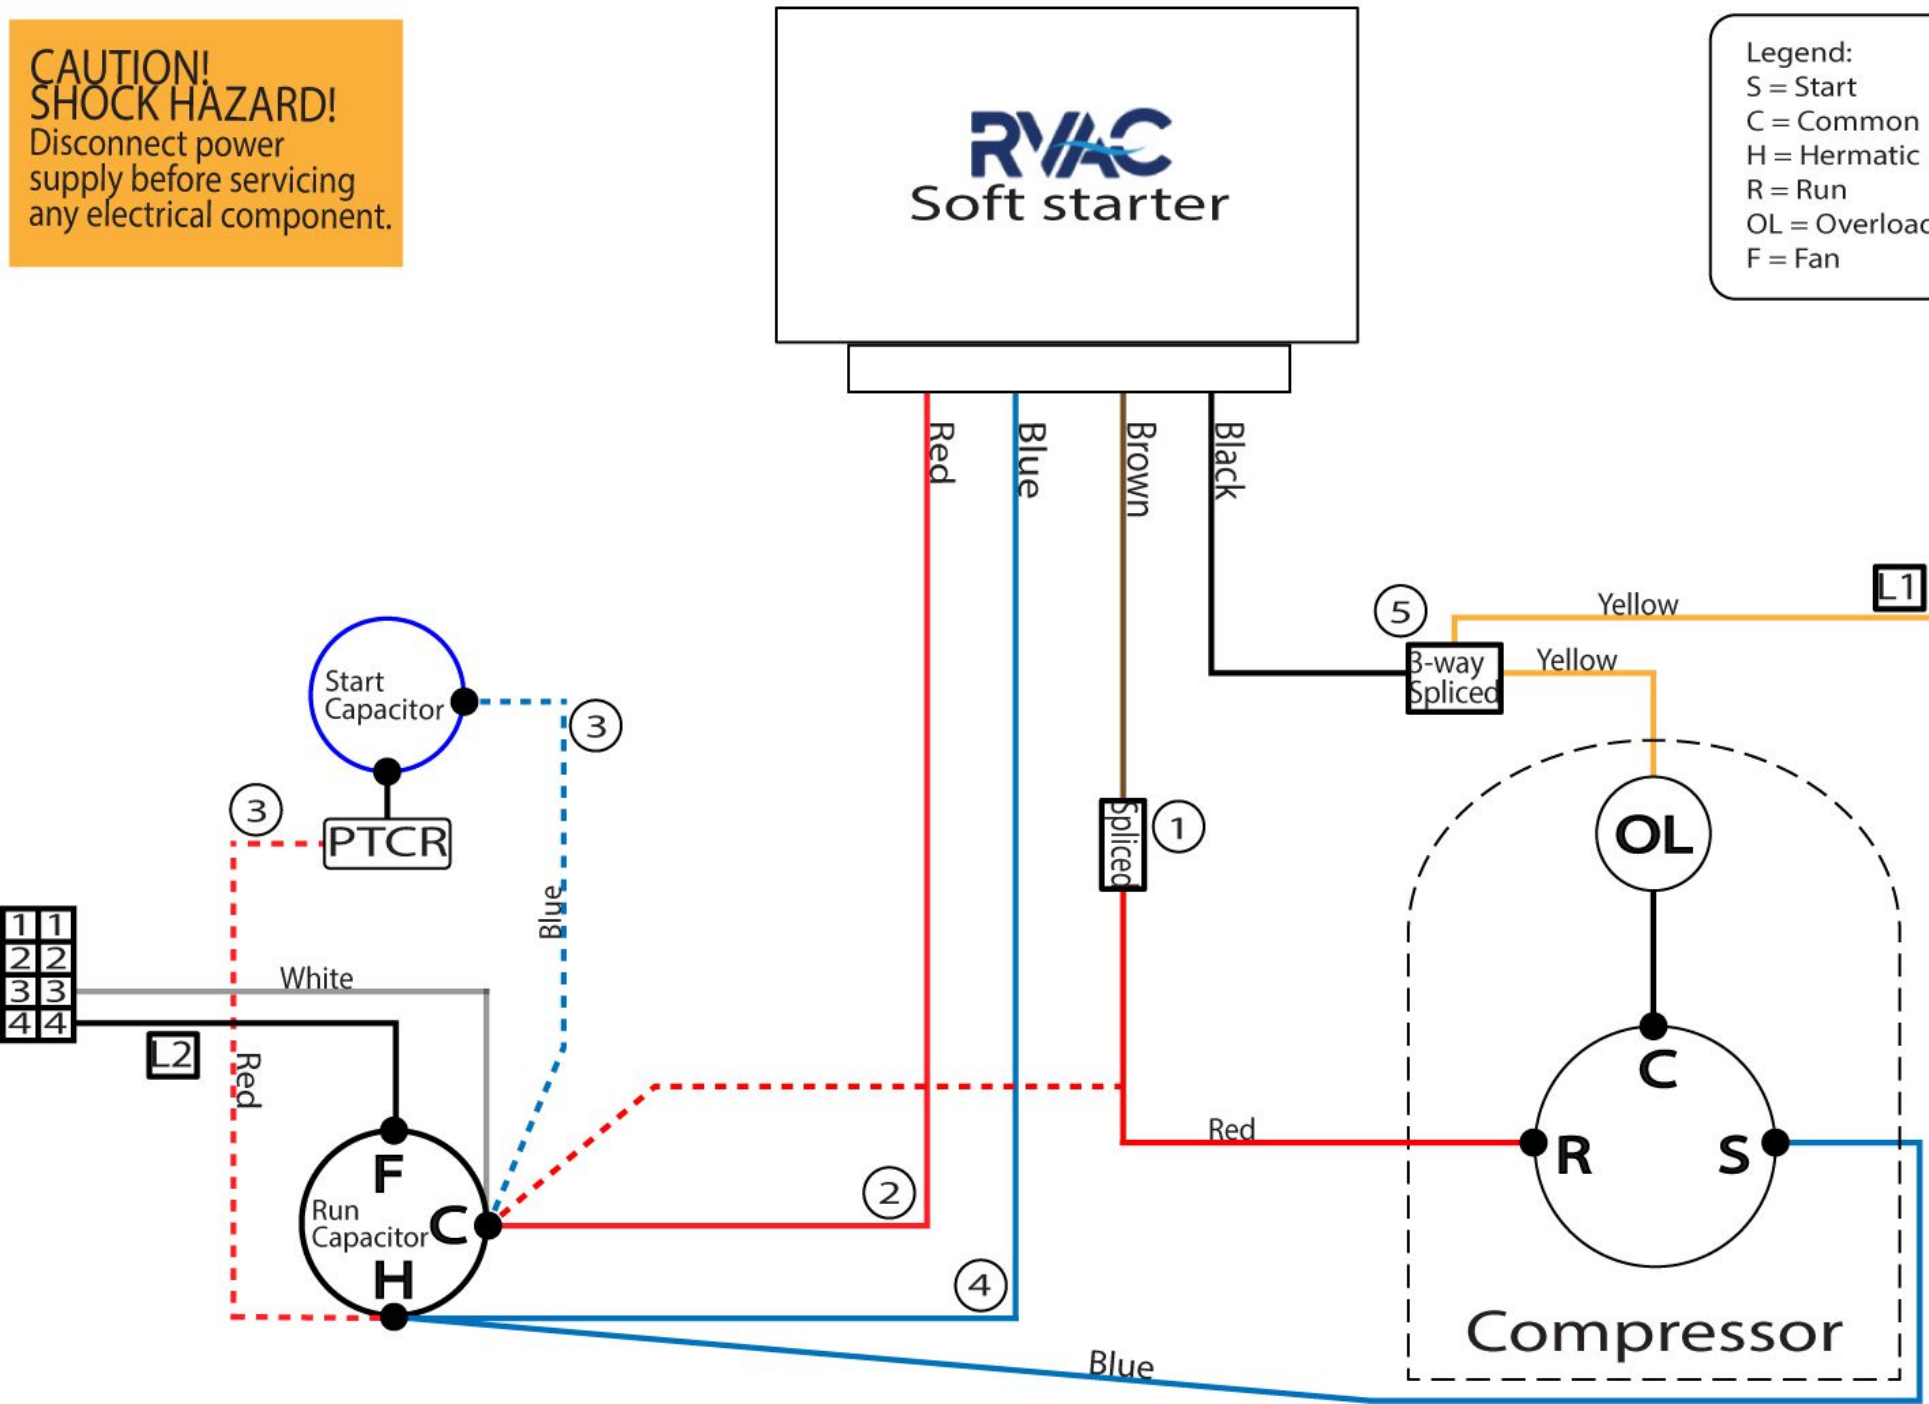 CAUTION!
SHOCK HAZARD!
Disconnect power
supply before servicing
any electrical component.
RVAC
Soft starter
Legend:
S = Start
C = Common
H = Hermatic
R = Run
OL = Overload
F = Fan
Red
Blue
Brown
Black
L1
Yellow
5
3-way
Spliced
Yellow
Start
Capacitor
3
3
PTCR
Spliced
1
OL
Blue
1 1
2 2
3 3
4 4
White
L2
Red
C
Red
R
S
F
2
Run
Capacitor
C
H
4
Compressor
Blue